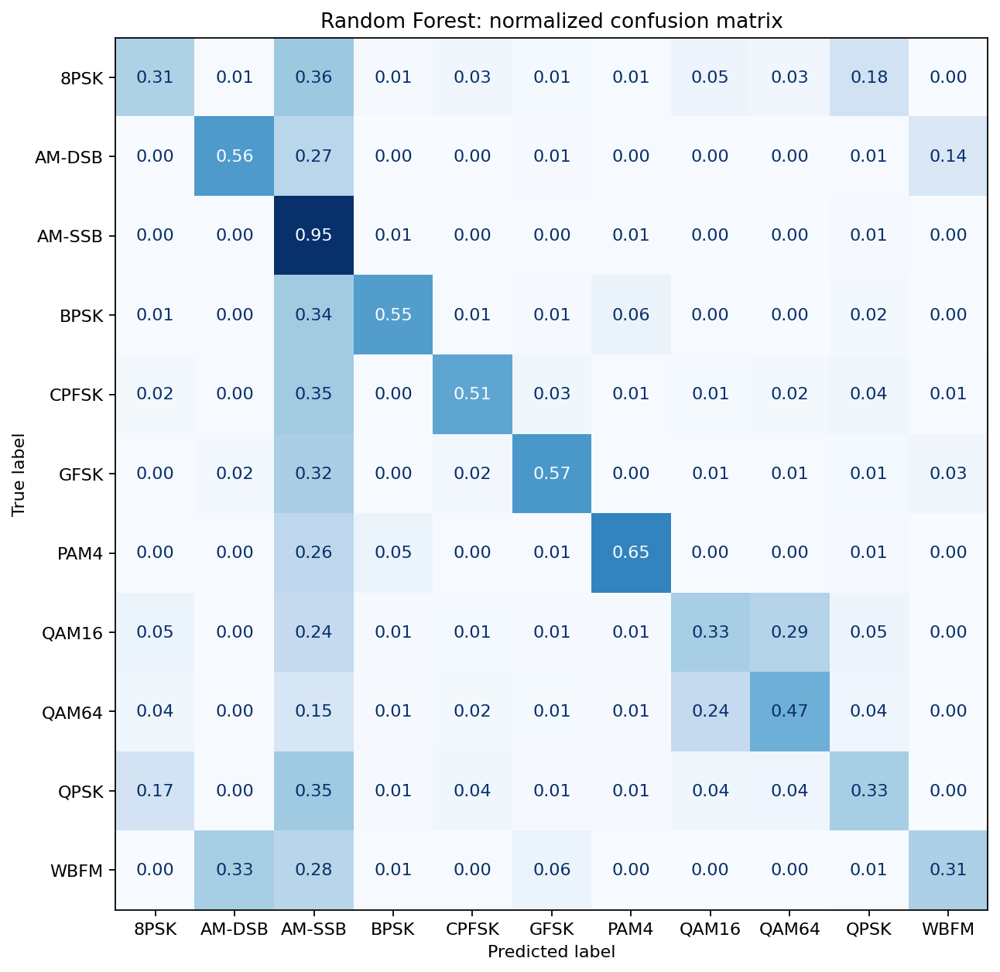 Random Forest: normalized confusion matrix
8PSK 0.31 0.01 0.36 0.01 0.03 0.01 0.01 0.05 0.03 0.18 0.00
AM-DSB 0.00 0.56 0.27 0.00 0.00 0.01 0.00 0.00 0.00 0.01 0.14
AM-SSB 0.00 0.00 0.95 0.01 0.00 0.00 0.01 0.00 0.00 0.01 0.00
BPSK 0.01 0.00 0.34 0.55 0.01 0.01 0.06 0.00 0.00 0.02 0.00
CPFSK 0.02 0.00 0.35 0.00 0.51 0.03 0.01 0.01 0.02 0.04 0.01
GFSK 0.00 0.02 0.32 0.00 0.02 0.57 0.00 0.01 0.01 0.01 0.03
PAM4 0.00 0.00 0.26 0.05 0.00 0.01 0.65 0.00 0.00 0.01 0.00
QAM16 0.05 0.00 0.24 0.01 0.01 0.01 0.01 0.33 0.29 0.05 0.00
QAM64 0.04 0.00 0.15 0.01 0.02 0.01 0.01 0.24 0.47 0.04 0.00
QPSK 0.17 0.00 0.35 0.01 0.04 0.01 0.01 0.04 0.04 0.33 0.00
WBFM 0.00 0.33 0.28 0.01 0.00 0.06 0.00 0.00 0.00 0.01 0.31
True label
8PSK AM-DSB AM-SSB BPSK CPFSK GFSK PAM4 QAM16 QAM64 QPSK WBFM
Predicted label